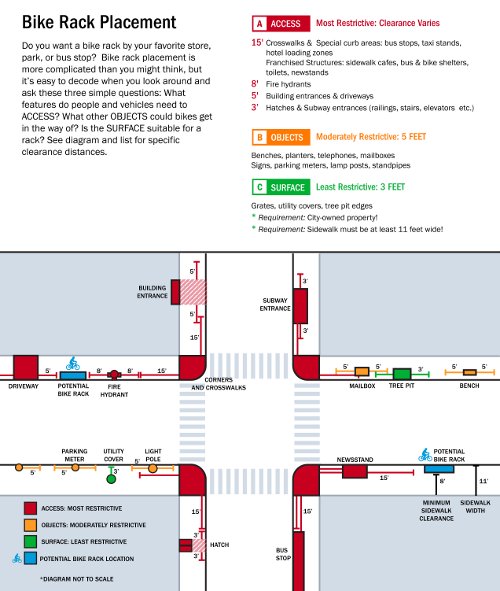 Bike Rack Placement
Do you want a bike rack by your favorite store,
park, or bus stop?  Bike rack placement is
more complicated than you might think, but
it's easy to decode when you look around and
ask these three simple questions: What
features do people and vehicles need to
ACCESS? What other OBJECTS could bikes get
in the way of? Is the SURFACE suitable for a
rack? See diagram and list for specific
clearance distances.
A ACCESS Most Restrictive: Clearance Varies
15' Crosswalks & Special curb areas: bus stops, taxi stands,
hotel loading zones
Franchised Structures: sidewalk cafes, bus & bike shelters,
toilets, newstands
8' Fire hydrants
5' Building entrances & driveways
3' Hatches & Subway entrances (railings, stairs, elevators etc.)
B OBJECTS Moderately Restrictive: 5 FEET
Benches, planters, telephones, mailboxes
Signs, parking meters, lamp posts, standpipes
C SURFACE Least Restrictive: 3 FEET
Grates, utility covers, tree pit edges
* Requirement: City-owned property!
* Requirement: Sidewalk must be at least 11 feet wide!
5'
BUILDING
ENTRANCE
5'
15'
3'
SUBWAY
ENTRANCE
3'
5' 8' 8' 15'
DRIVEWAY
POTENTIAL
BIKE RACK
FIRE
HYDRANT
CORNERS
AND CROSSWALKS
5' 5' 3' 5' 5'
MAILBOX
TREE PIT
BENCH
PARKING
METER
UTILITY
COVER
LIGHT
POLE
5' 5' 3' 5'
NEWSSTAND
15'
POTENTIAL
BIKE RACK
8' 11'
MINIMUM
SIDEWALK
CLEARANCE
SIDEWALK
WIDTH
15'
3'
HATCH
3'
15'
BUS
STOP
ACCESS: MOST RESTRICTIVE
OBJECTS: MODERATELY RESTRICTIVE
SURFACE: LEAST RESTRICTIVE
POTENTIAL BIKE RACK LOCATION
*DIAGRAM NOT TO SCALE